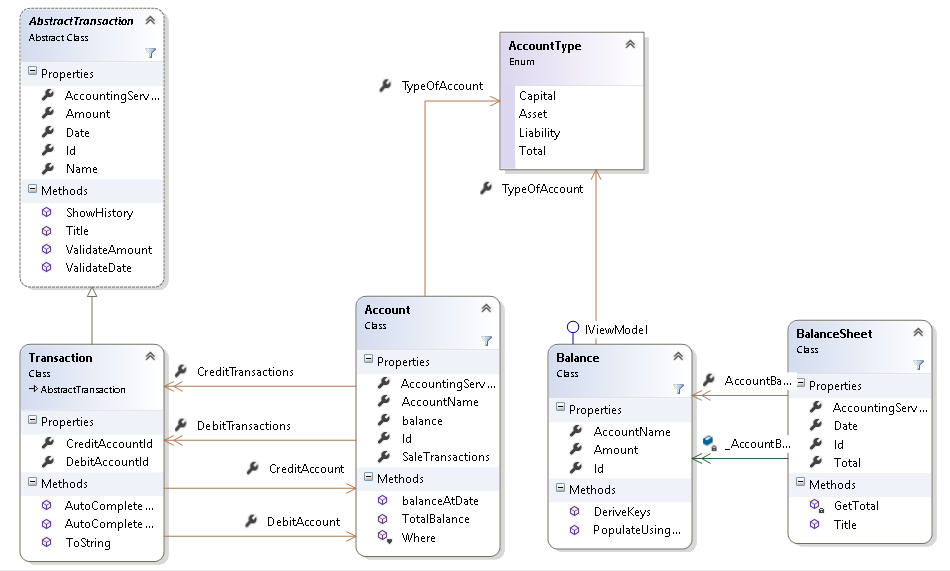 AbstractTransaction
Abstract Class
Properties
AccountingServ...
Amount
Date
Id
Name
Methods
ShowHistory
Title
ValidateAmount
ValidateDate
AccountType
Enum
Capital
Asset
Liability
Total
TypeOfAccount
TypeOfAccount
Transaction
Class
AbstractTransaction
Properties
CreditAccountId
DebitAccountId
Methods
AutoComplete ...
AutoComplete ...
ToString
CreditTransactions
DebitTransactions
CreditAccount
DebitAccount
Account
Class
Properties
AccountingServ...
AccountName
balance
Id
SaleTransactions
Methods
balanceAtDate
TotalBalance
Where
IViewModel
Balance
Class
Properties
AccountName
Amount
Id
Methods
DeriveKeys
PopulateUsing...
AccountBa...
_AccountB...
BalanceSheet
Class
Properties
AccountingServ...
Date
Id
Total
Methods
GetTotal
Title